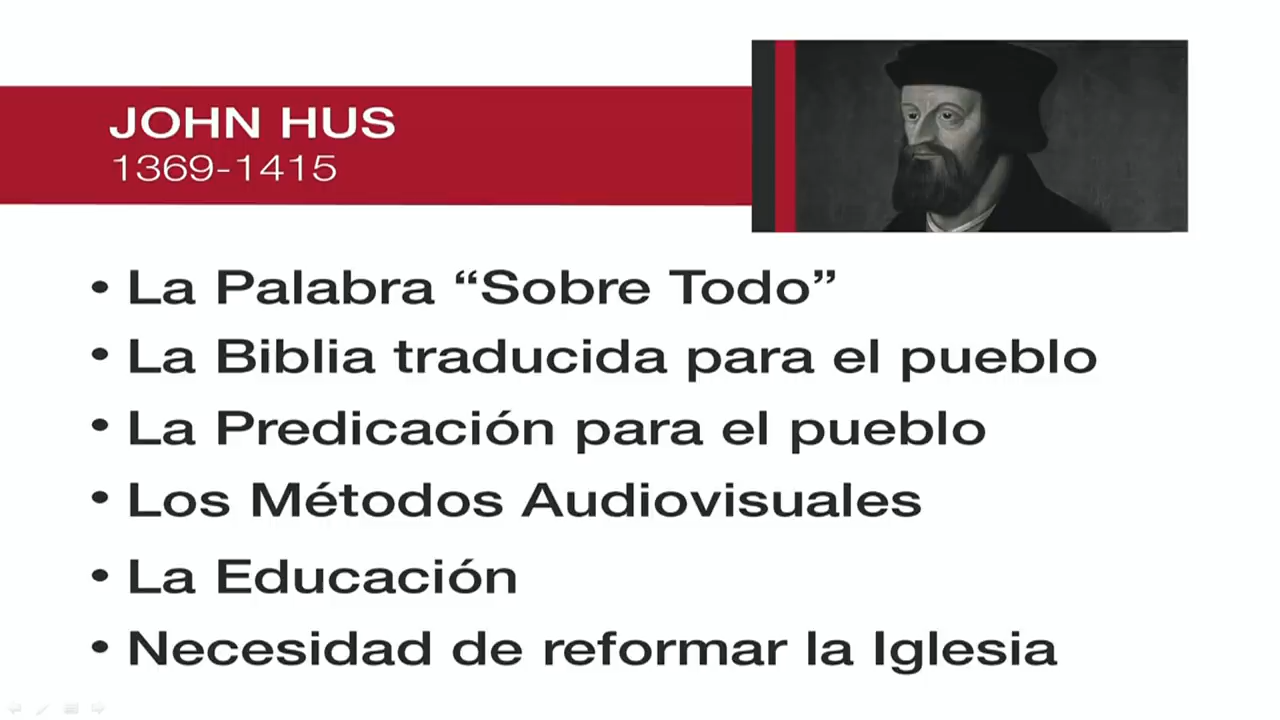 JOHN HUS
1369-1415
• La Palabra “Sobre Todo”
• La Biblia traducida para el pueblo
• La Predicación para el pueblo
• Los Métodos Audiovisuales
• La Educación
• Necesidad de reformar la Iglesia